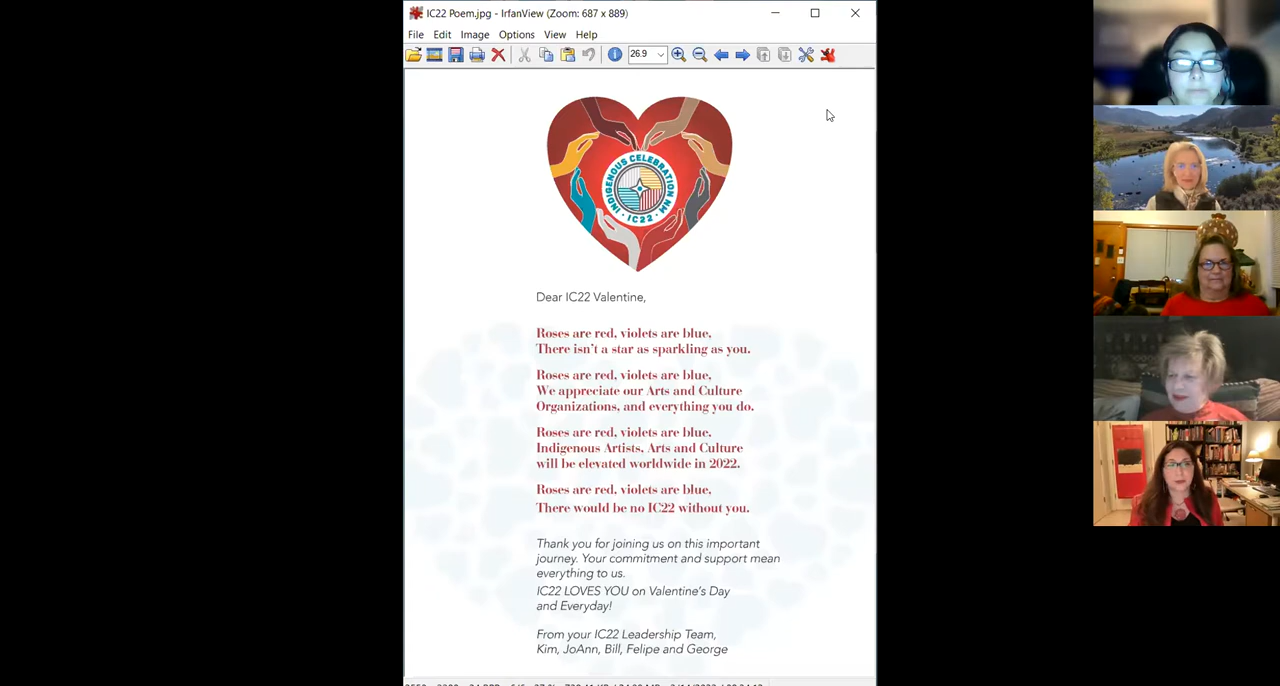 IC22 Poem.jpg - IrfanView (Zoom: 687 x 889)
File Edit Image Options View Help
26.9
INDIGENOUS CELEBRATION NM
· IC22 ·
Dear IC22 Valentine,
Roses are red, violets are blue,
There isn't a star as sparkling as you.
Roses are red, violets are blue,
We appreciate our Arts and Culture
Organizations, and everything you do.
Roses are red, violets are blue.
Indigenous Artists, Arts and Culture
will be elevated worldwide in 2022.
Roses are red, violets are blue,
There would be no IC22 without you.
Thank you for joining us on this important
journey. Your commitment and support mean
everything to us.
IC22 LOVES YOU on Valentine's Day
and Everyday!
From your IC22 Leadership Team,
Kim, JoAnn, Bill, Felipe and George